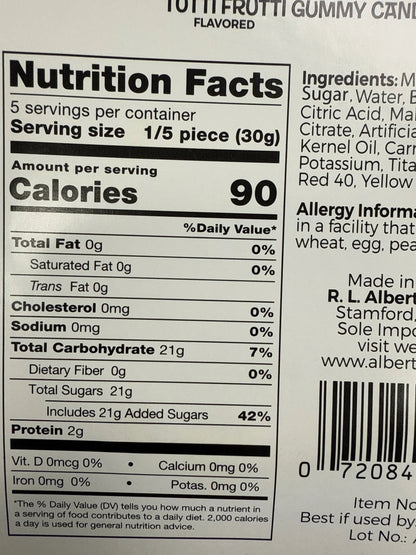 TUTTI FRUTTI GUMMY CAND
FLAVORED
Nutrition Facts
5 servings per container
Serving size 1/5 piece (30g)
Amount per serving
Calories 90
%Daily Value*
Total Fat 0g 0%
Saturated Fat 0g 0%
Trans Fat 0g
Cholesterol 0mg 0%
Sodium 0mg 0%
Total Carbohydrate 21g 7%
Dietary Fiber 0g 0%
Total Sugars 21g
Includes 21g Added Sugars 42%
Protein 2g
Vit. D 0mcg 0% • Calcium 0mg 0%
Iron 0mg 0% • Potas. 0mg 0%
*The % Daily Value (DV) tells you how much a nutrient in
a serving of food contributes to a daily diet. 2,000 calories
a day is used for general nutrition advice.
Ingredients: M
Sugar, Water,
Citric Acid, Mal
Citrate, Artificia
Kernel Oil, Carn
Potassium, Tita
Red 40, Yellow
Allergy Informa
in a facility that
wheat, egg, pea
Made in
R. L. Albert
Stamford,
Sole Impo
visit we
www.albert
0 72084
Item No
Best if used by
Lot No.: